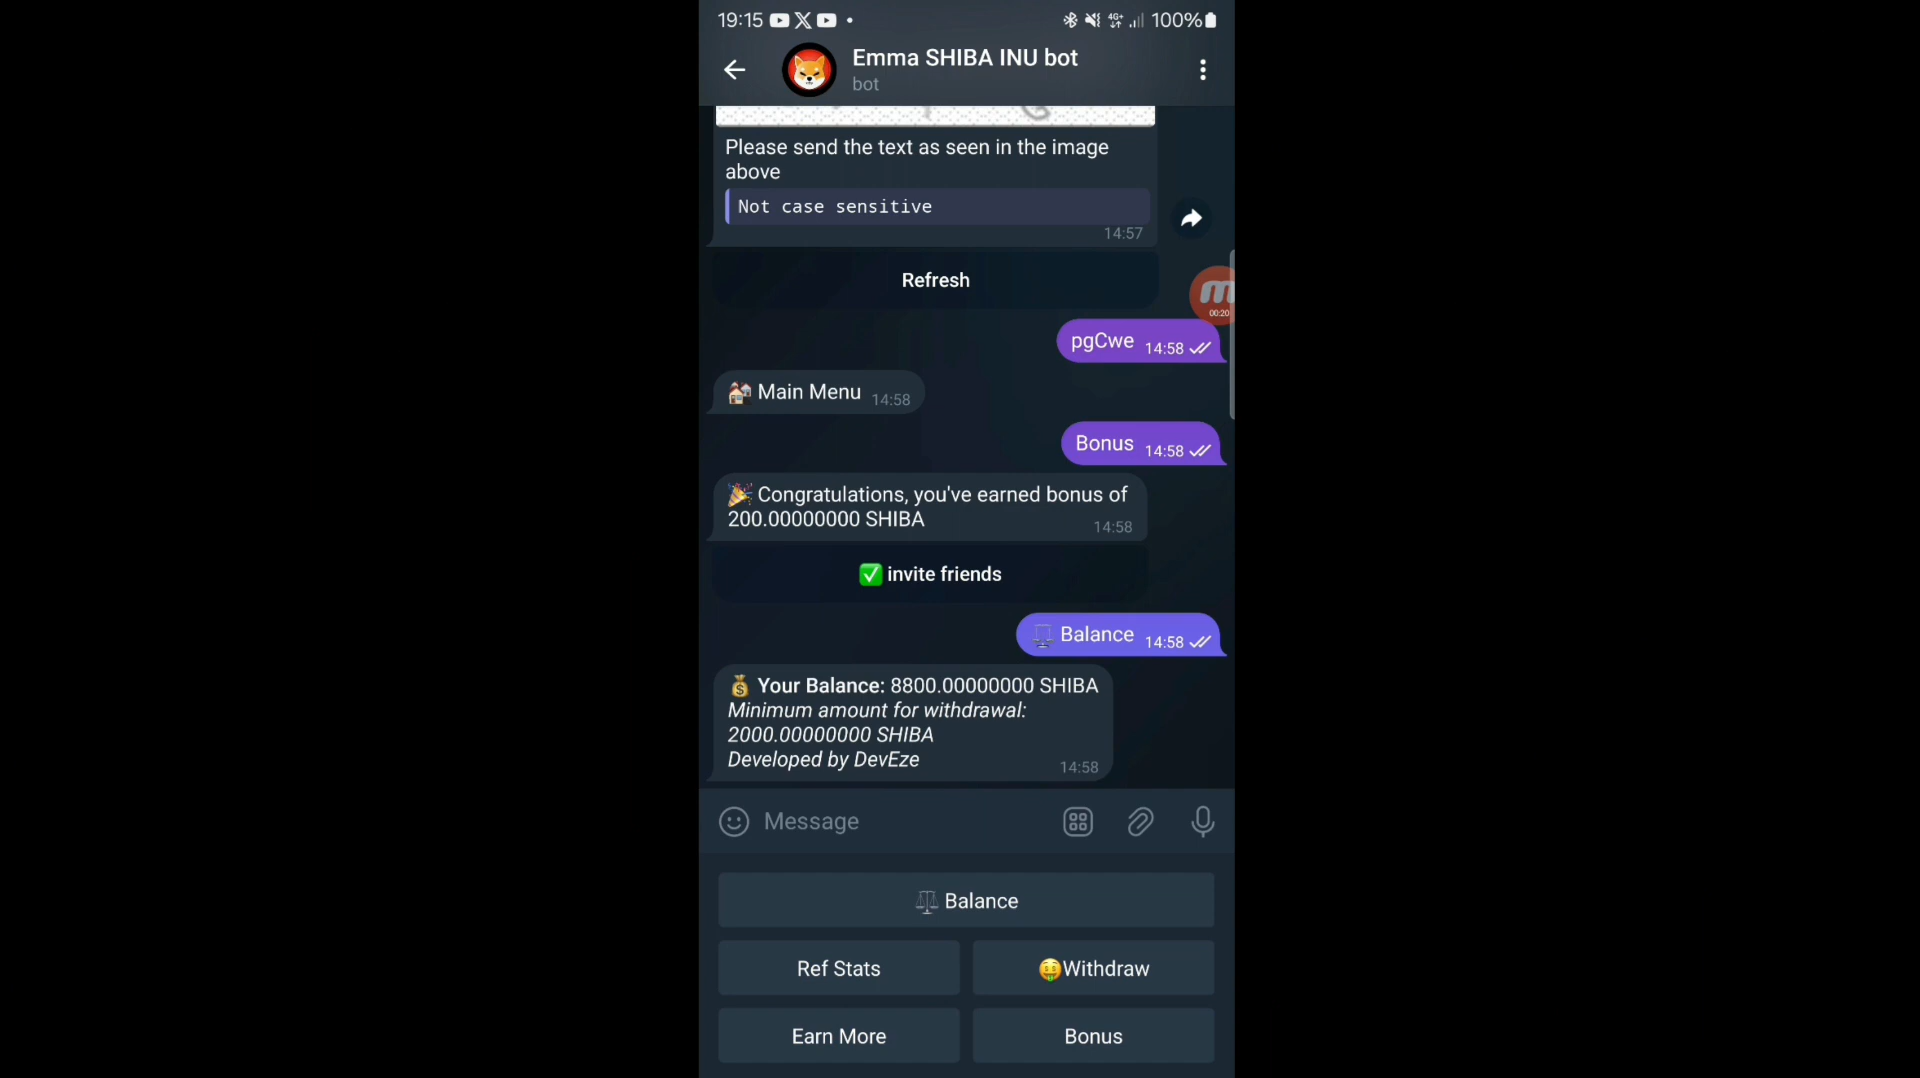 19:15
100%
4G+
Emma SHIBA INU bot
bot
Please send the text as seen in the image
above
Not case sensitive
14:57
Refresh
00:20
pgCwe 14:58
Main Menu 14:58
Bonus 14:58
Congratulations, you've earned bonus of
200.00000000 SHIBA
14:58
invite friends
Balance 14:58
Your Balance: 8800.00000000 SHIBA
Minimum amount for withdrawal:
2000.00000000 SHIBA
Developed by DevEze
14:58
Message
Balance
Ref Stats
Withdraw
Earn More
Bonus